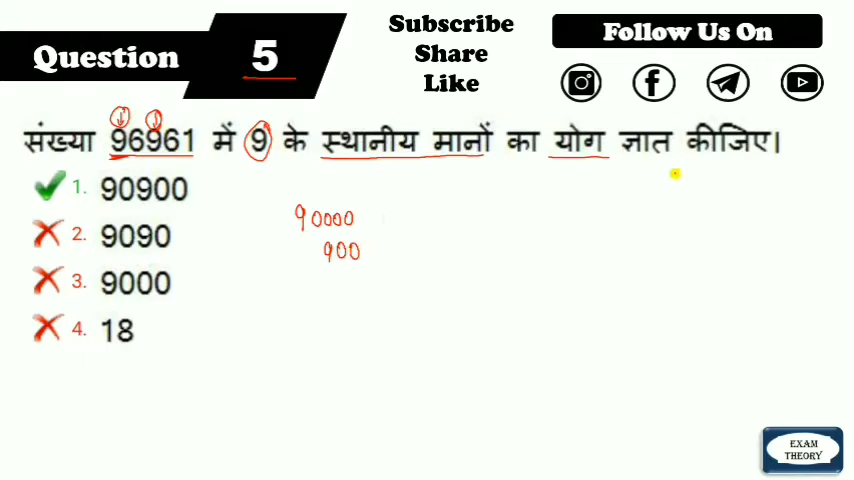 Question 5
Subscribe
Share
Like
Follow Us On
संख्या 96961 में 9 के स्थानीय मानों का योग ज्ञात कीजिए।
1. 90900
2. 9090
3. 9000
4. 18
90000
900
EXAM
THEORY